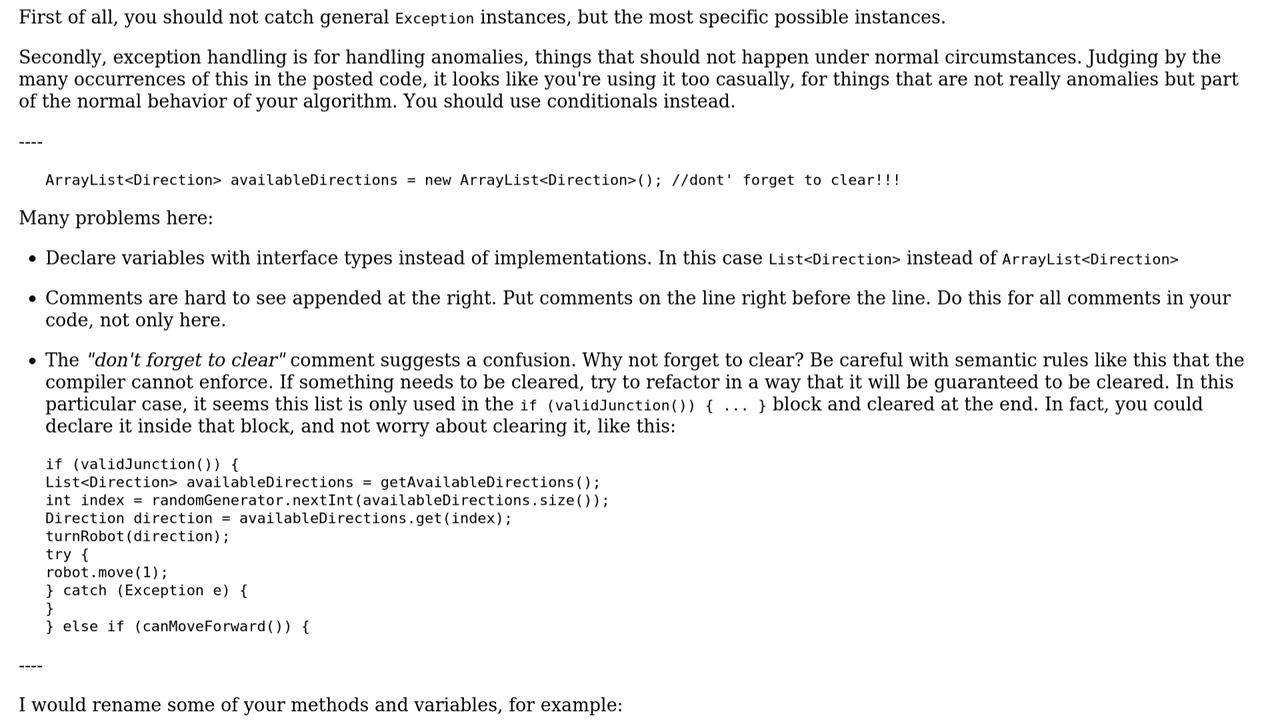 First of all, you should not catch general Exception instances, but the most specific possible instances.
Secondly, exception handling is for handling anomalies, things that should not happen under normal circumstances. Judging by the
many occurrences of this in the posted code, it looks like you're using it too casually, for things that are not really anomalies but part
of the normal behavior of your algorithm. You should use conditionals instead.
----
ArrayList<Direction> availableDirections = new ArrayList<Direction>(); //dont' forget to clear!!!
Many problems here:
• Declare variables with interface types instead of implementations. In this case List<Direction> instead of ArrayList<Direction>
• Comments are hard to see appended at the right. Put comments on the line right before the line. Do this for all comments in your
code, not only here.
• The "don't forget to clear" comment suggests a confusion. Why not forget to clear? Be careful with semantic rules like this that the
compiler cannot enforce. If something needs to be cleared, try to refactor in a way that it will be guaranteed to be cleared. In this
particular case, it seems this list is only used in the if (validJunction()) { ... } block and cleared at the end. In fact, you could
declare it inside that block, and not worry about clearing it, like this:
if (validJunction()) {
List<Direction> availableDirections = getAvailableDirections();
int index = randomGenerator.nextInt(availableDirections.size());
Direction direction = availableDirections.get(index);
turnRobot(direction);
try {
robot.move(1);
} catch (Exception e) {
}
} else if (canMoveForward()) {
----
I would rename some of your methods and variables, for example: